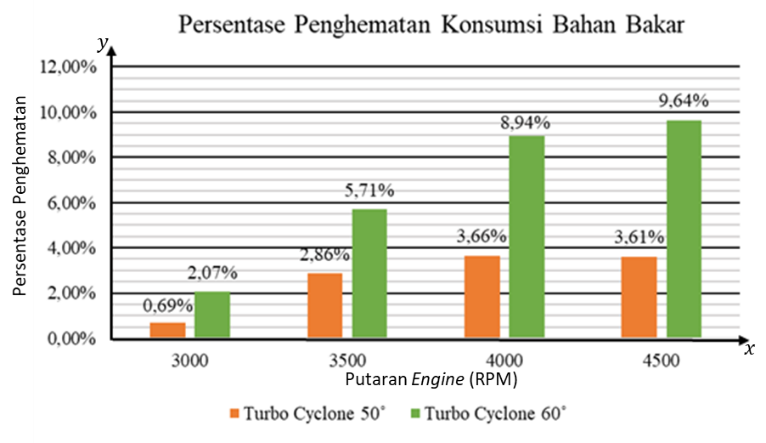 Persentase Penghematan Konsumsi Bahan Bakar
y
12,00%
10,00%
8,00%
6,00%
4,00%
2,00%
0,00%
Persentase Penghematan
0,69%
2,07%
2,86%
5,71%
3,66%
8,94%
3,61%
9,64%
3000
3500
4000
4500
x
Putaran Engine (RPM)
Turbo Cyclone 50°
Turbo Cyclone 60°